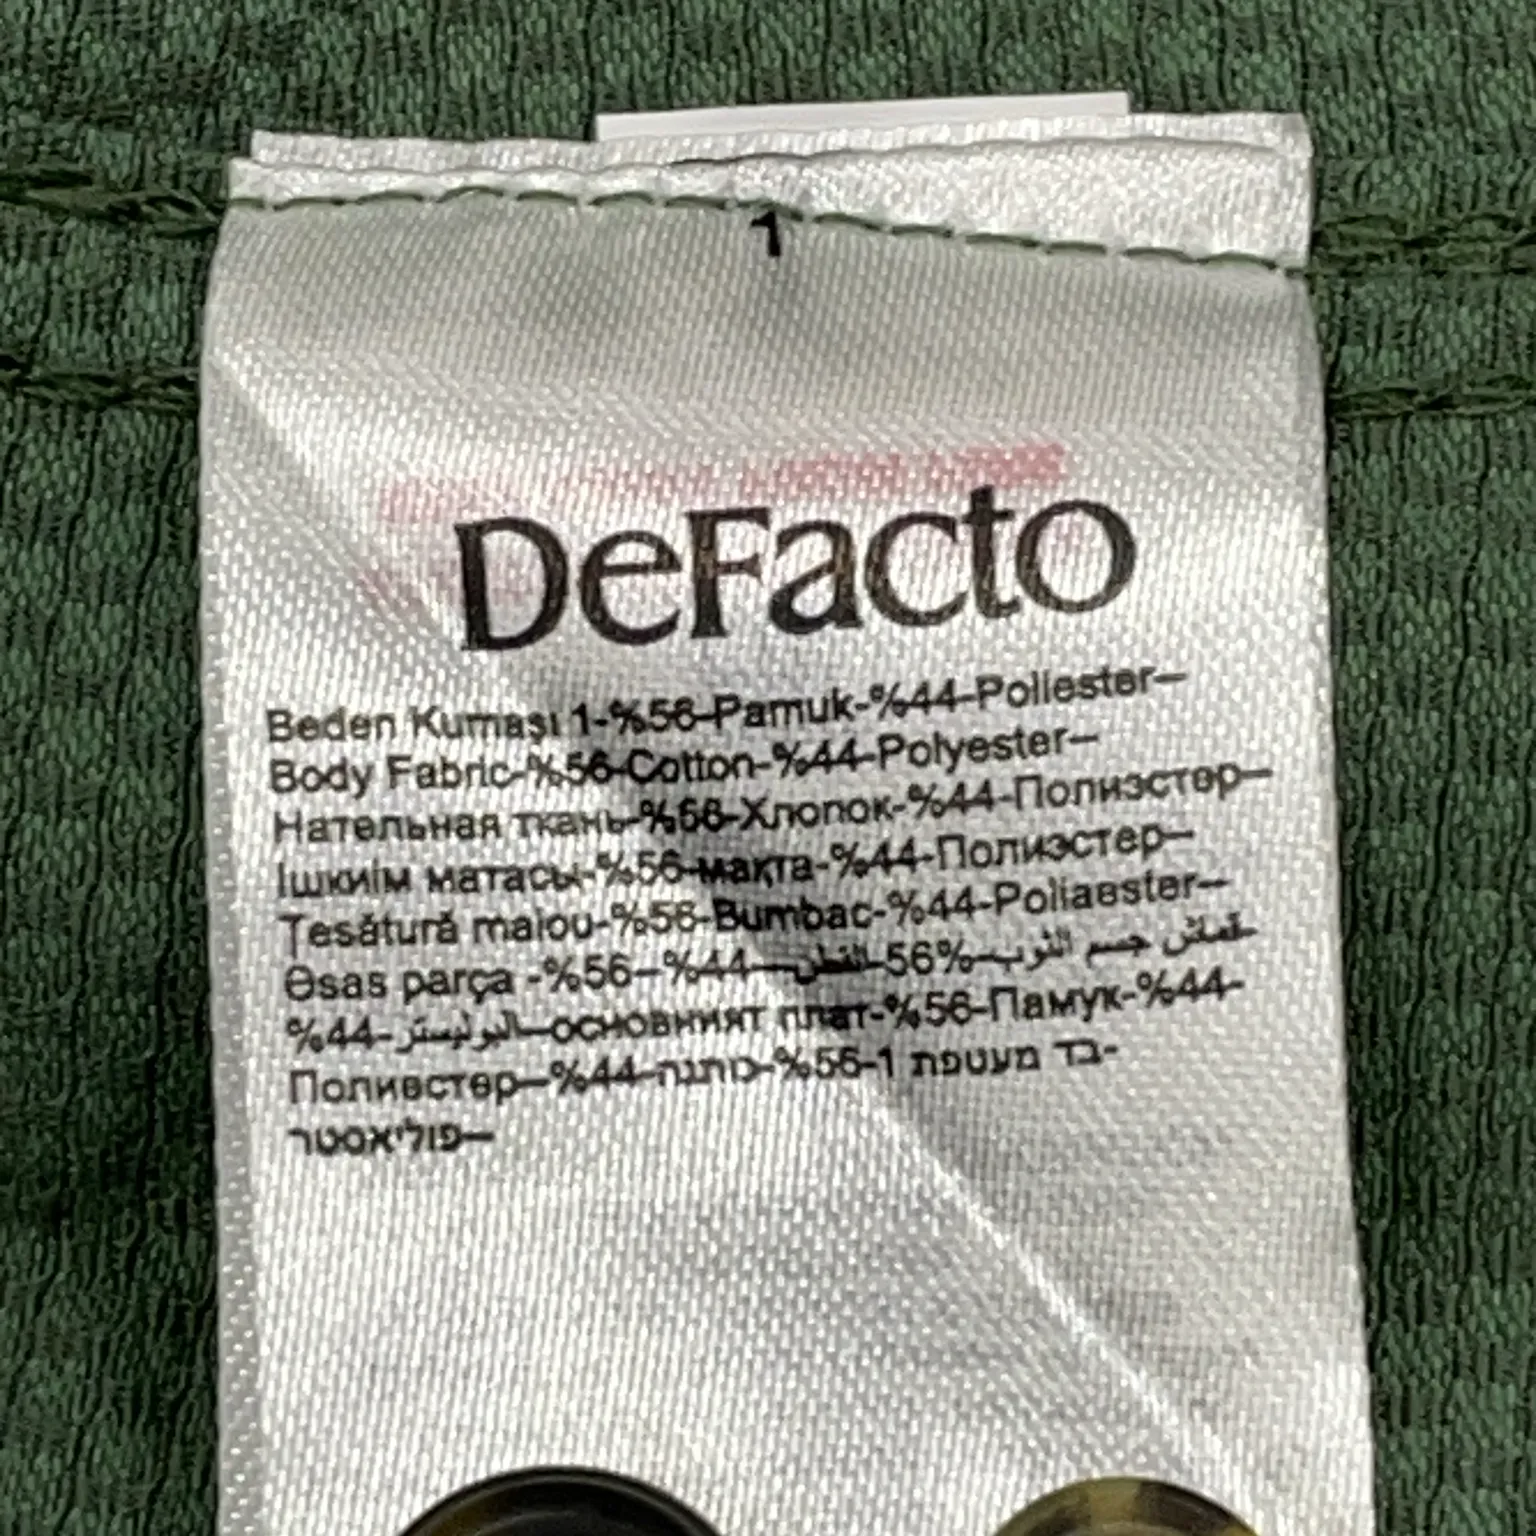 1
DeFacto
Beden Kumaşı 1-%56-Pamuk-%44-Poliester-
Body Fabric-%56-Cotton-%44-Polyester-
Нательная ткань-%56-Хлопок-%44-Полиэстер-
Ішкиім матасы-%56-мақта-%44-Полиэстер-
Țesătură maiou-%56-Bumbac-%44-Poliaester-
Əsas parça -%56-%44-القطن-56%-قماش جسم الثوب
%44-البوليستر-основният плат-%56-Памук-%44-
Полиестер-%44-כותנה-%56-1 בד מעטפת-
פוליאסטר-